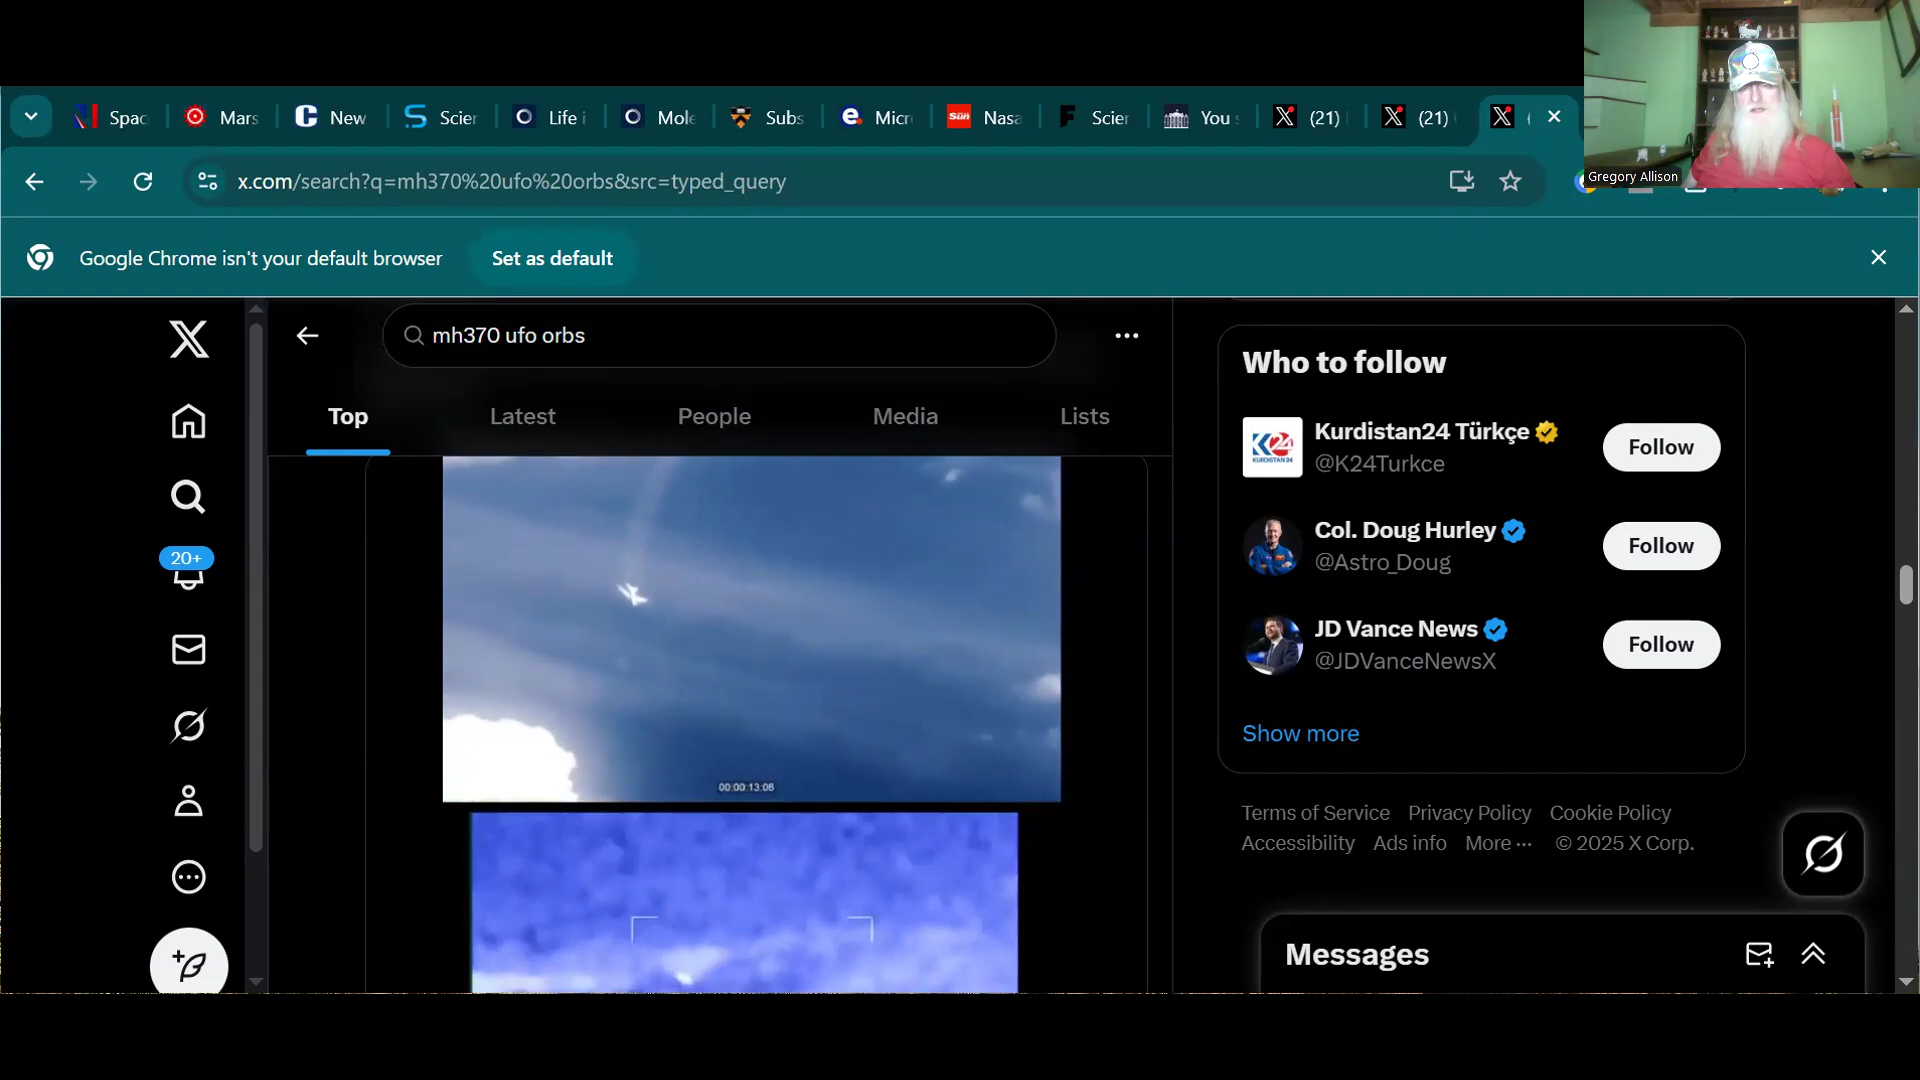 Spac
Mars
New
Scier
Life i
Mole
Subs
Micr
Nasa
Scier
You s
(21)
(21)
Gregory Allison
x.com/search?q=mh370%20ufo%20orbs&src=typed_query
Google Chrome isn't your default browser
Set as default
mh370 ufo orbs
Top
Latest
People
Media
Lists
20+
00:00:13:06
Who to follow
Kurdistan24 Türkçe
@K24Turkce
Follow
K24
KURDISTAN 24
Col. Doug Hurley
@Astro_Doug
Follow
JD Vance News
@JDVanceNewsX
Follow
Show more
Terms of Service Privacy Policy Cookie Policy
Accessibility Ads info More ··· © 2025 X Corp.
Messages